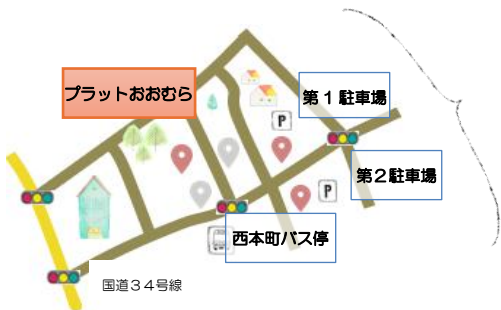 プラットおおむら
第１駐車場
P
第２駐車場
P
西本町バス停
国道３４号線